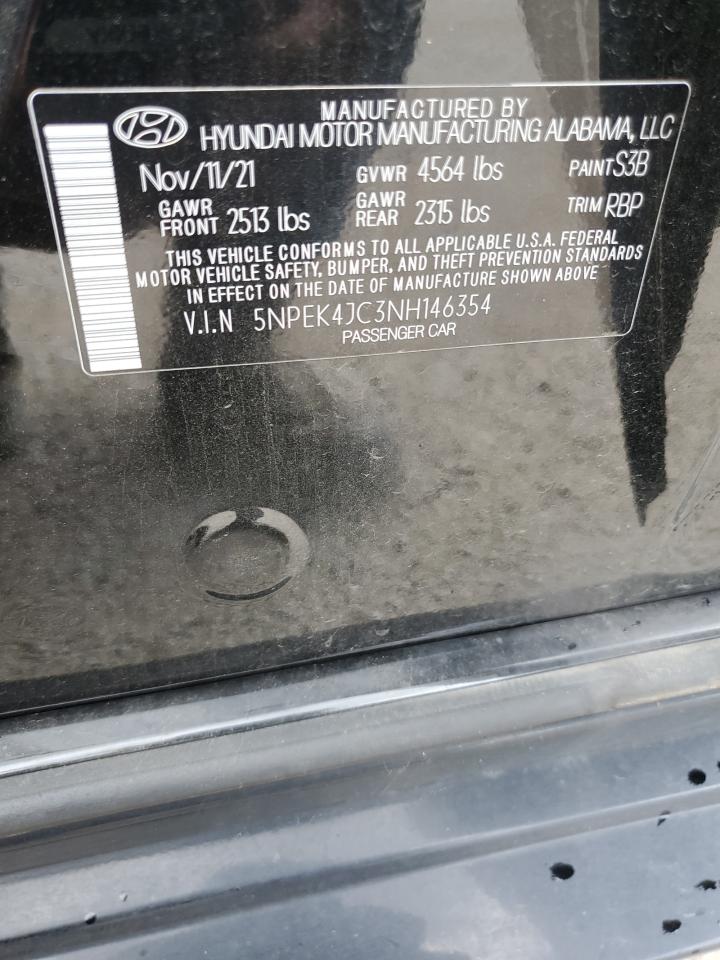 MANUFACTURED BY
HYUNDAI MOTOR MANUFACTURING ALABAMA, LLC
Nov/11/21 GVWR 4564 lbs PAINT S3B
GAWR FRONT 2513 lbs GAWR REAR 2315 lbs TRIM RBP
THIS VEHICLE CONFORMS TO ALL APPLICABLE U.S.A. FEDERAL
MOTOR VEHICLE SAFETY, BUMPER, AND THEFT PREVENTION STANDARDS
IN EFFECT ON THE DATE OF MANUFACTURE SHOWN ABOVE
V.I.N 5NPEK4JC3NH146354
PASSENGER CAR